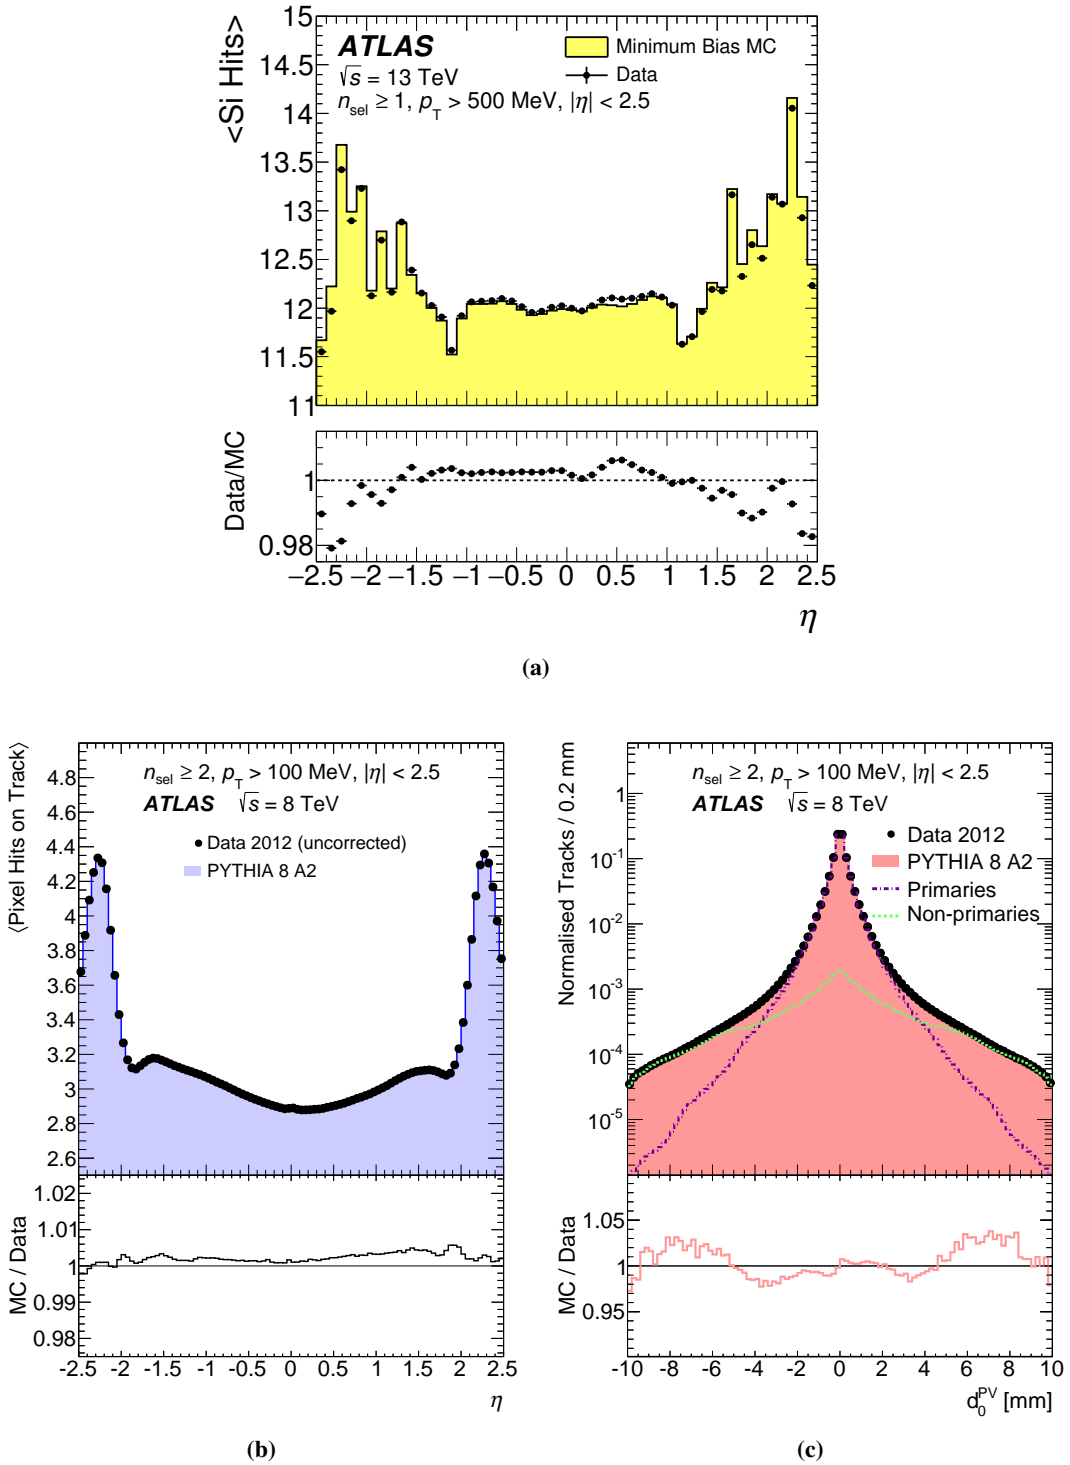 15
14.5
14
13.5
13
12.5
12
11.5
11
<Si Hits>
ATLAS
√s = 13 TeV
n_sel ≥ 1, p_T > 500 MeV, |η| < 2.5
Minimum Bias MC
Data
Data/MC
1
0.98
−2.5 −2 −1.5 −1 −0.5 0 0.5 1 1.5 2 2.5
η
(a)
⟨Pixel Hits on Track⟩
4.8
4.6
4.4
4.2
4
3.8
3.6
3.4
3.2
3
2.8
2.6
n_sel ≥ 2, p_T > 100 MeV, |η| < 2.5
ATLAS √s = 8 TeV
Data 2012 (uncorrected)
PYTHIA 8 A2
MC / Data
1.02
1.01
1
0.99
0.98
-2.5 -2 -1.5 -1 -0.5 0 0.5 1 1.5 2 2.5
η
(b)
Normalised Tracks / 0.2 mm
1
10⁻¹
10⁻²
10⁻³
10⁻⁴
10⁻⁵
n_sel ≥ 2, p_T > 100 MeV, |η| < 2.5
ATLAS √s = 8 TeV
Data 2012
PYTHIA 8 A2
Primaries
Non-primaries
MC / Data
1.05
1
0.95
-10 -8 -6 -4 -2 0 2 4 6 8 10
d₀^PV [mm]
(c)